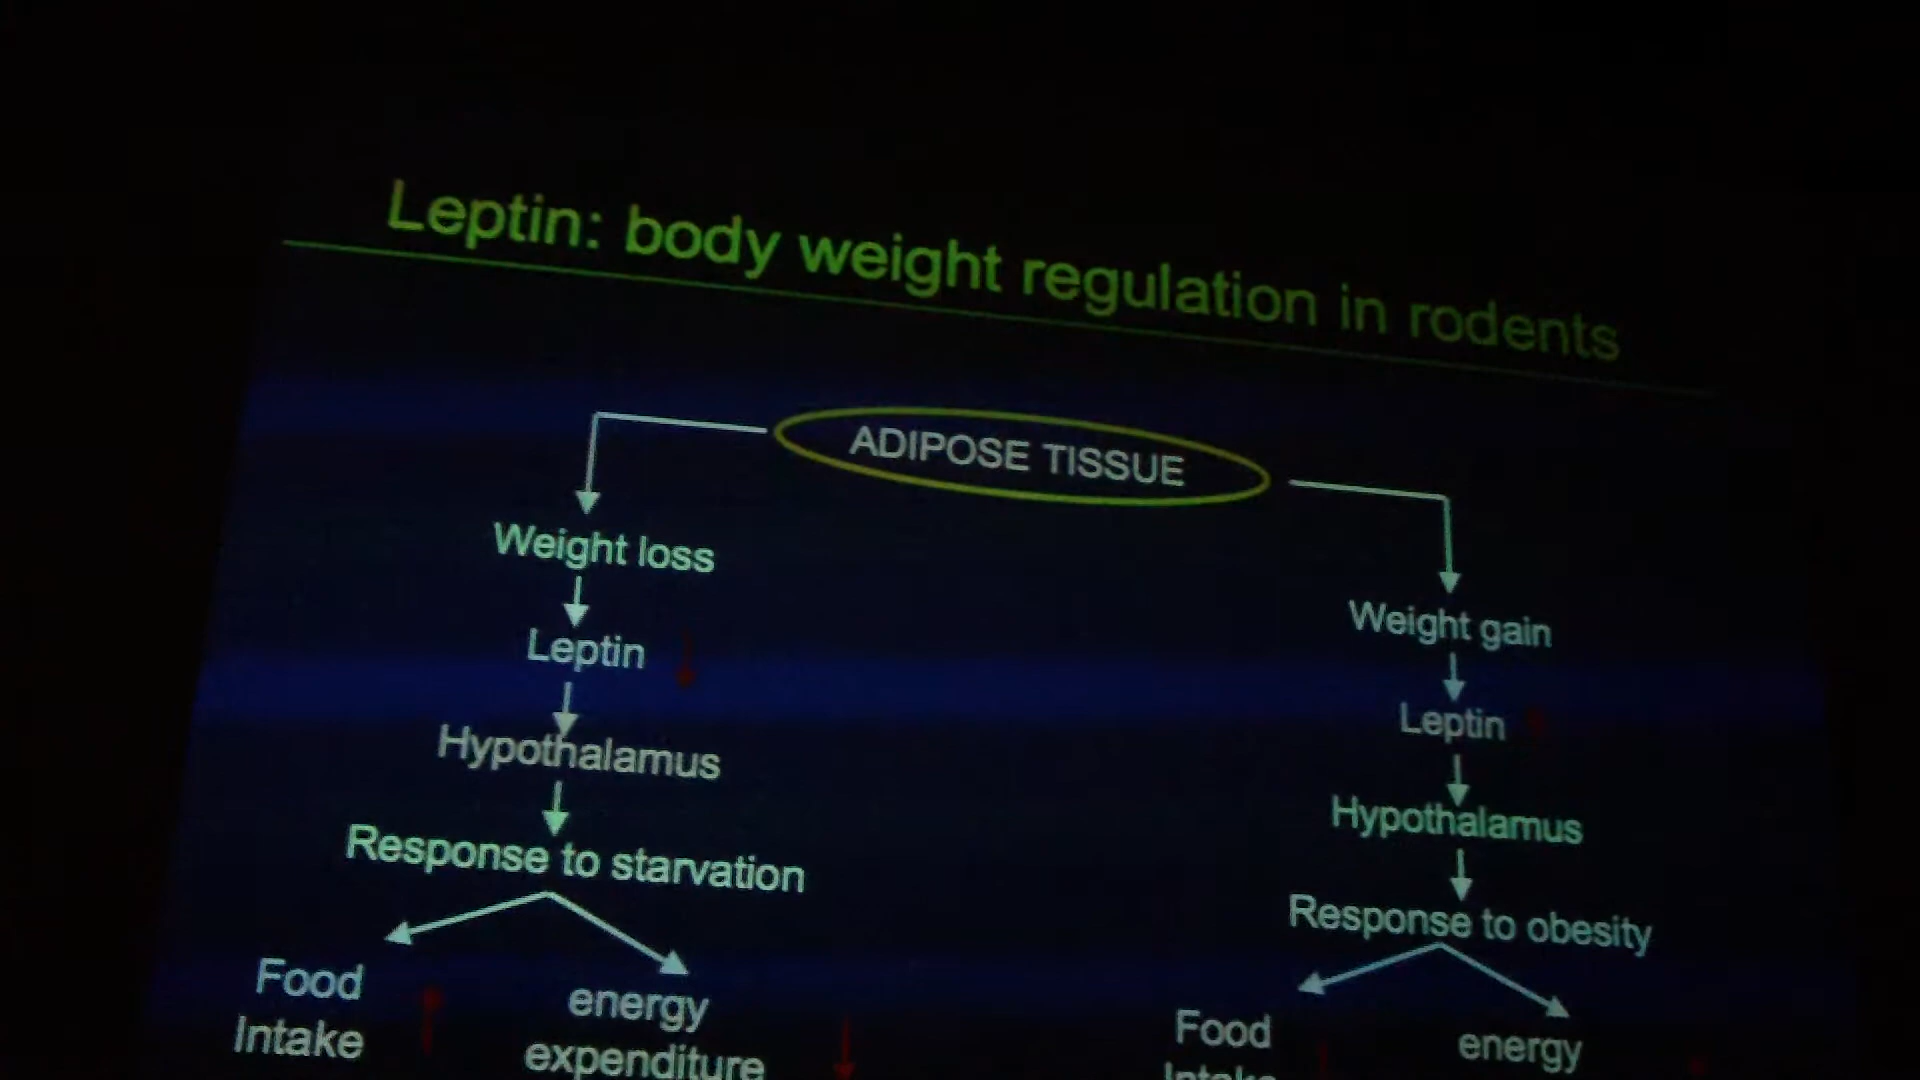 Leptin: body weight regulation in rodents
ADIPOSE TISSUE
Weight loss
Leptin
Hypothalamus
Response to starvation
Food
Intake
energy
expenditure
Weight gain
Leptin
Hypothalamus
Response to obesity
Food
Intake
energy